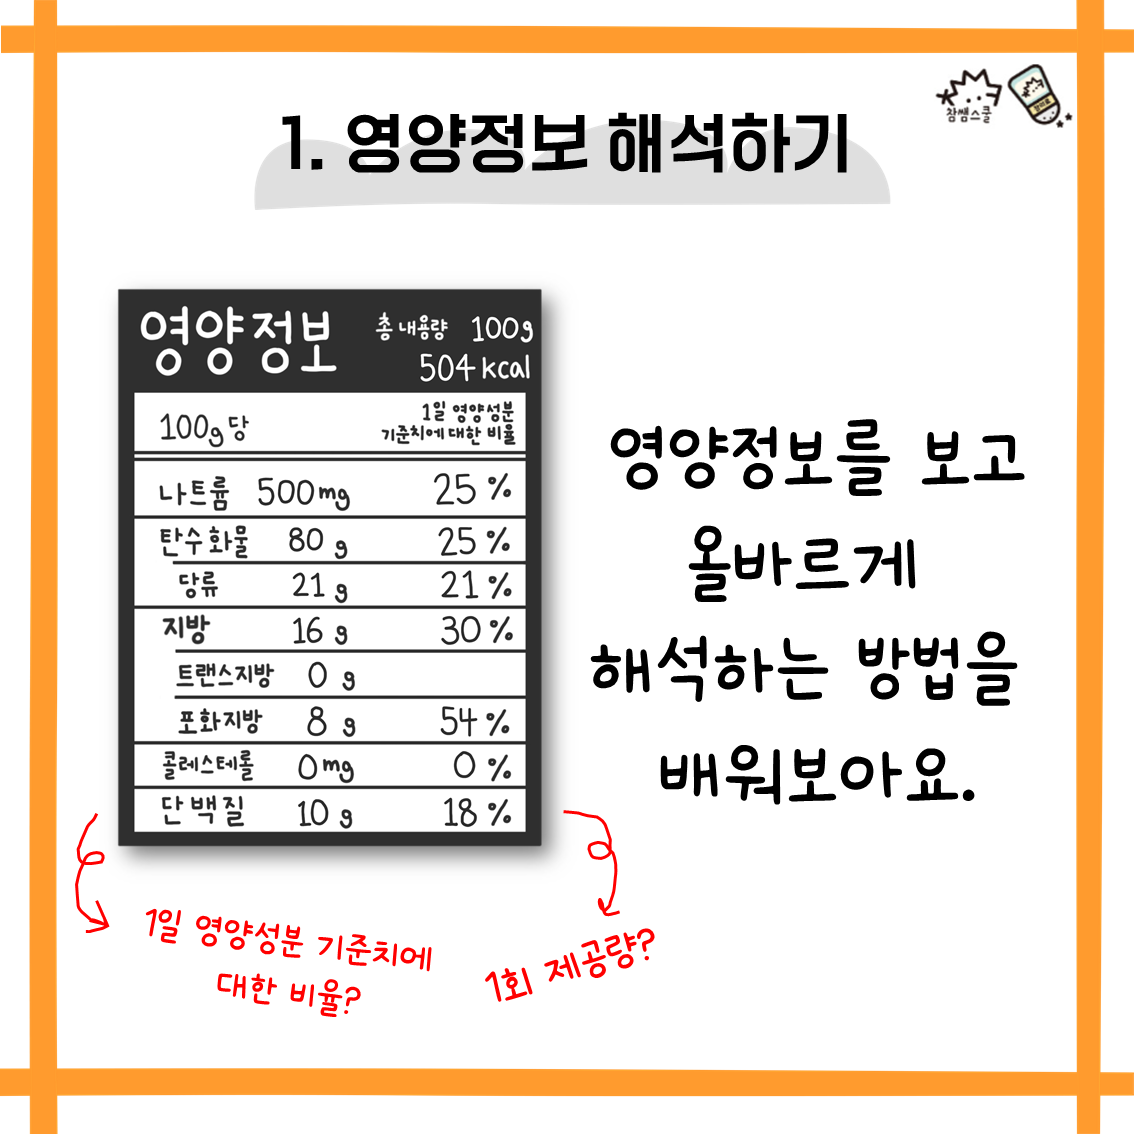 참쌤스쿨
1. 영양정보 해석하기
영양정보 총 내용량 100g
504 kcal
100g당 1일 영양성분
기준치에 대한 비율
나트륨 500mg 25 %
탄수화물 80 g 25 %
당류 21 g 21 %
지방 16 g 30 %
트랜스지방 0 g
포화지방 8 g 54 %
콜레스테롤 0mg 0 %
단백질 10 g 18 %
영양정보를 보고
올바르게
해석하는 방법을
배워보아요.
1일 영양성분 기준치에
대한 비율?
1회 제공량?